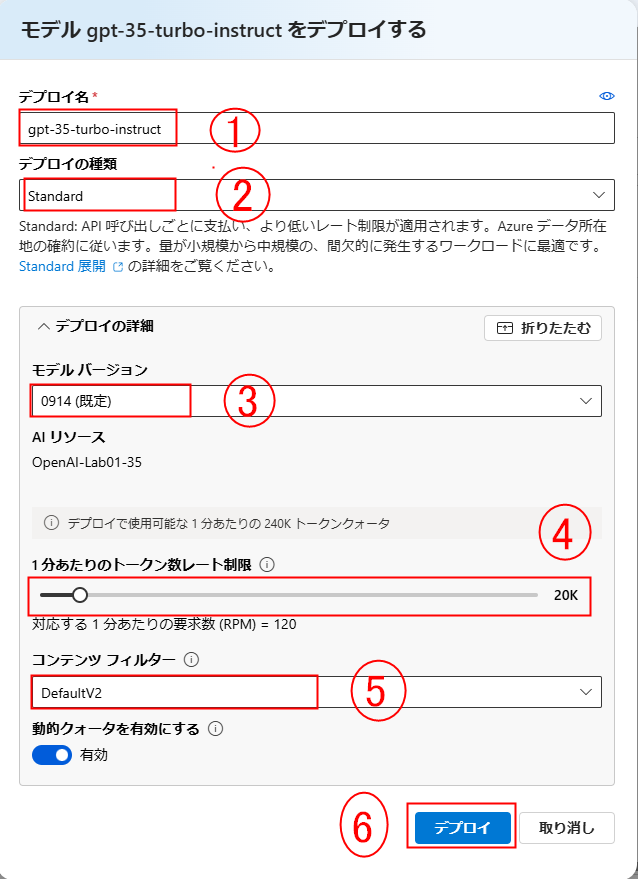 モデル gpt-35-turbo-instruct をデプロイする
デプロイ名 *
gpt-35-turbo-instruct
①
デプロイの種類
Standard
②
Standard: API 呼び出しごとに支払い、より低いレート制限が適用されます。Azure データ所在
地の確約に従います。量が小規模から中規模の、間欠的に発生するワークロードに最適です。
Standard 展開 の詳細をご覧ください。
デプロイの詳細
折りたたむ
モデル バージョン
0914 (既定)
③
AI リソース
OpenAI-Lab01-35
デプロイで使用可能な 1 分あたりの 240K トークンクォータ
④
1 分あたりのトークン数レート制限
20K
対応する 1 分あたりの要求数 (RPM) = 120
コンテンツ フィルター
DefaultV2
⑤
動的クォータを有効にする
有効
⑥
デプロイ
取り消し